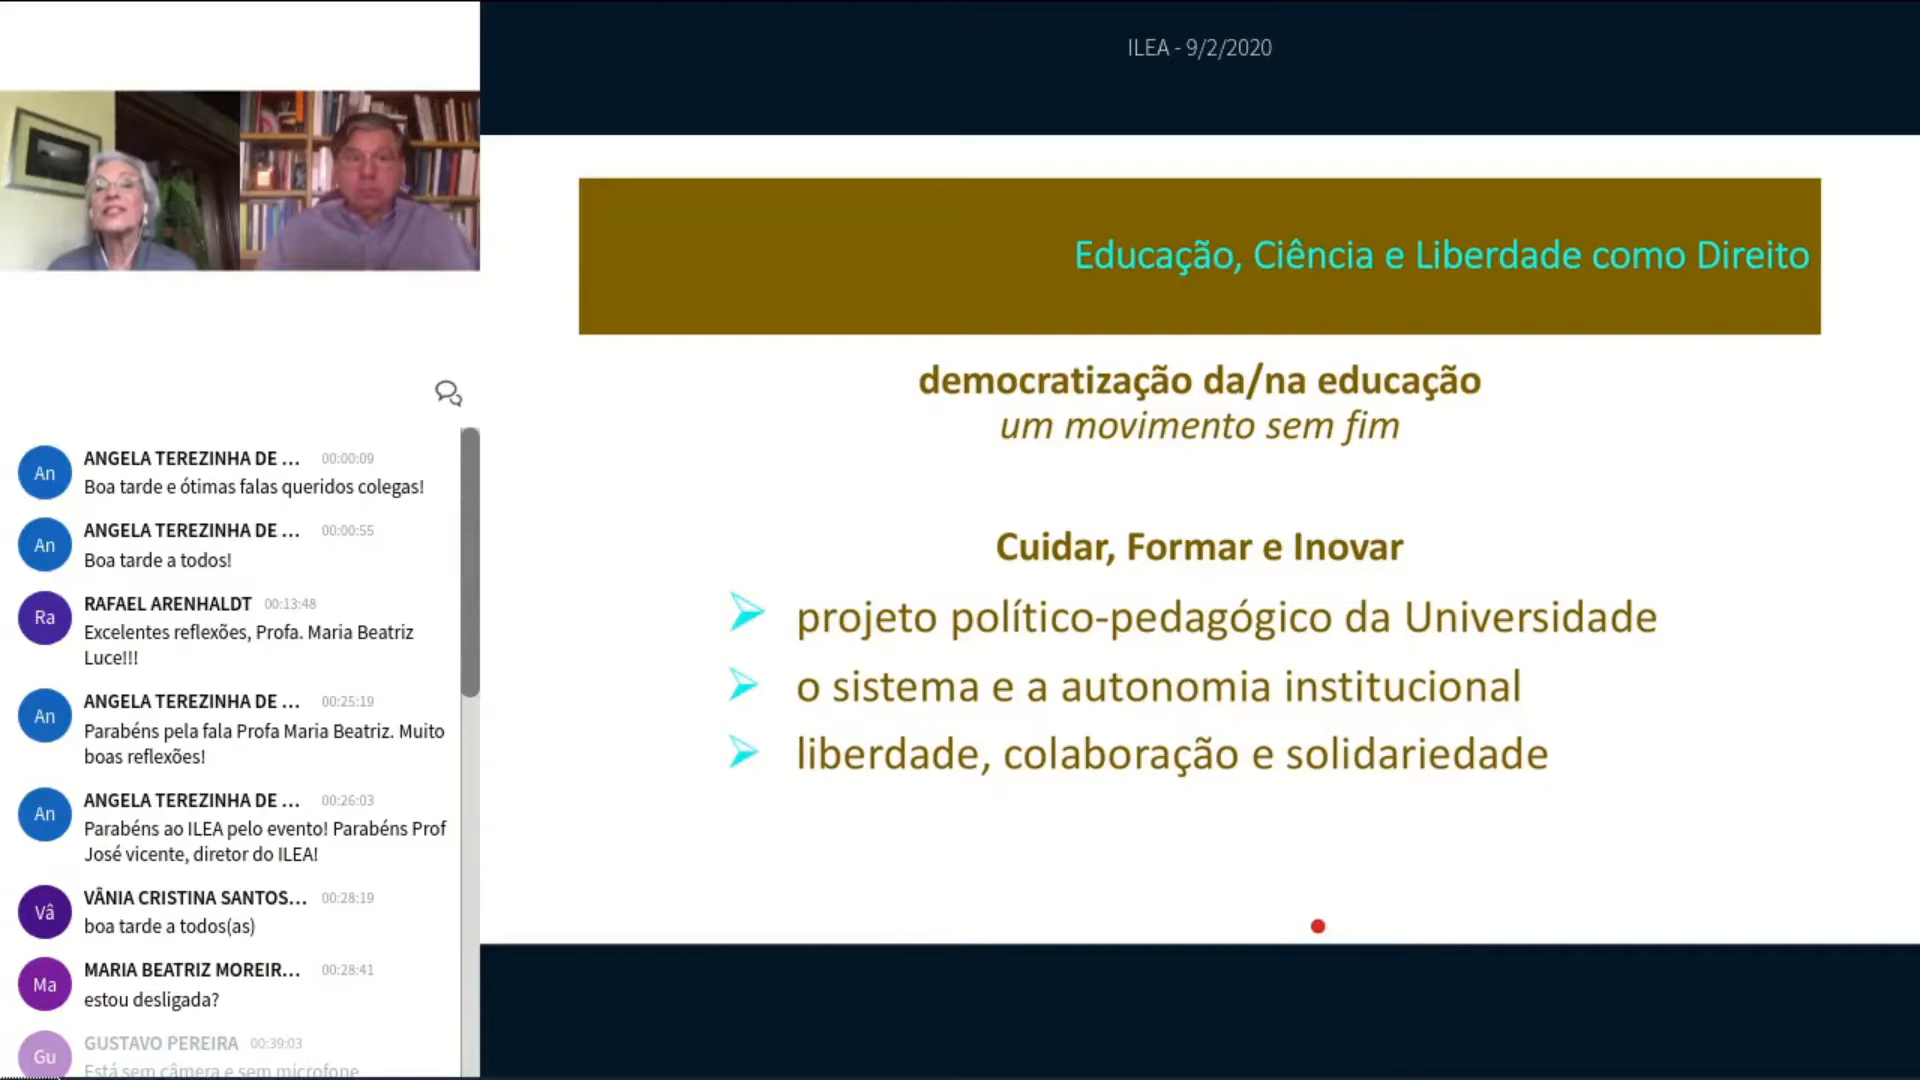 ILEA - 9/2/2020
Educação, Ciência e Liberdade como Direito
democratização da/na educação
um movimento sem fim
Cuidar, Formar e Inovar
projeto político-pedagógico da Universidade
o sistema e a autonomia institucional
liberdade, colaboração e solidariedade
An
ANGELA TEREZINHA DE ... 00:00:09
Boa tarde e ótimas falas queridos colegas!
An
ANGELA TEREZINHA DE ... 00:00:55
Boa tarde a todos!
Ra
RAFAEL ARENHALDT 00:13:48
Excelentes reflexões, Profa. Maria Beatriz
Luce!!!
An
ANGELA TEREZINHA DE ... 00:25:19
Parabéns pela fala Profa Maria Beatriz. Muito
boas reflexões!
An
ANGELA TEREZINHA DE ... 00:26:03
Parabéns ao ILEA pelo evento! Parabéns Prof
José vicente, diretor do ILEA!
Vâ
VÂNIA CRISTINA SANTOS... 00:28:19
boa tarde a todos(as)
Ma
MARIA BEATRIZ MOREIR... 00:28:41
estou desligada?
Gu
GUSTAVO PEREIRA 00:39:03
Está sem câmera e sem microfone